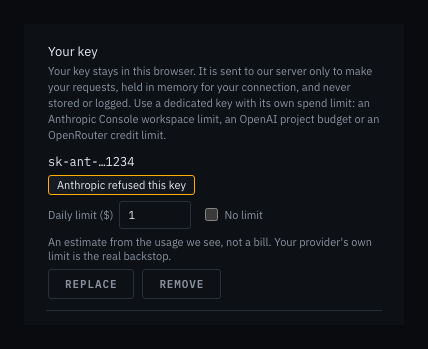 Your key
Your key stays in this browser. It is sent to our server only to make
your requests, held in memory for your connection, and never
stored or logged. Use a dedicated key with its own spend limit: an
Anthropic Console workspace limit, an OpenAI project budget or an
OpenRouter credit limit.
sk-ant-…1234
Anthropic refused this key
Daily limit ($) 1 No limit
An estimate from the usage we see, not a bill. Your provider's own
limit is the real backstop.
REPLACE REMOVE